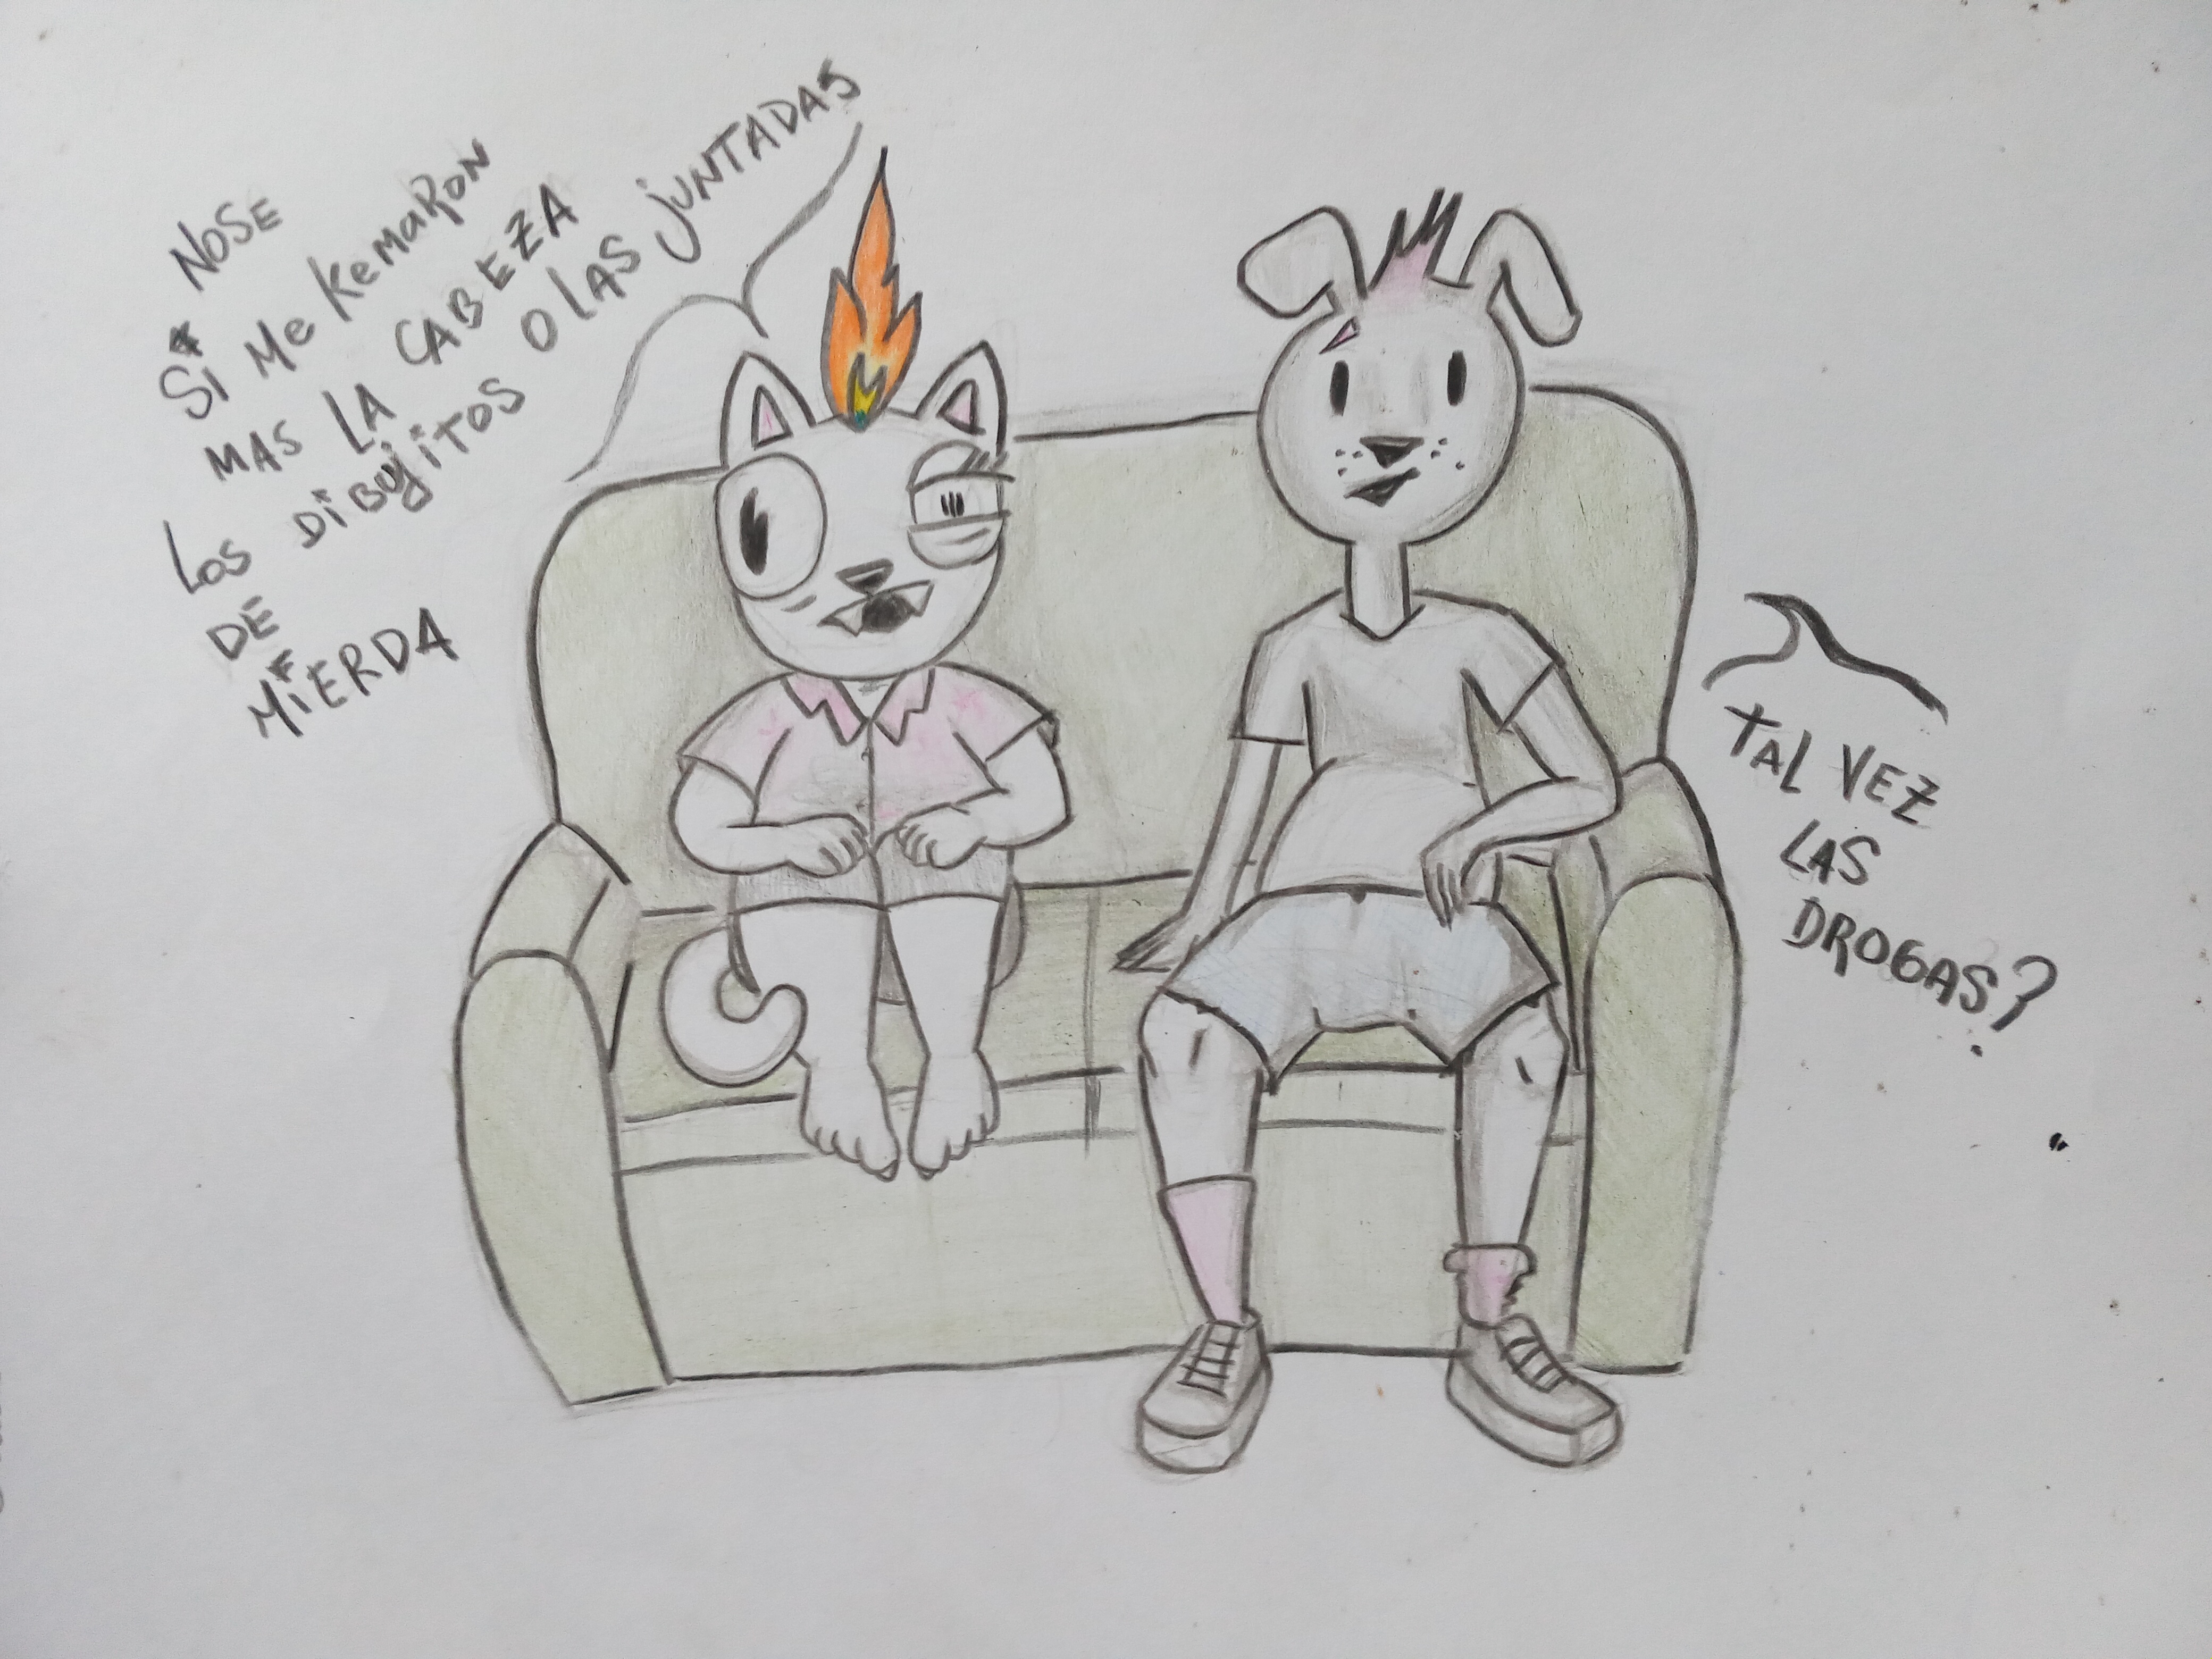 NOSE
Si Me KemaRon
MAS LA CABEZA
Los DiBUjiTOS O lAS juNTADAS
DE
MiERDA
TAL VEZ
LAS
DROGAS?